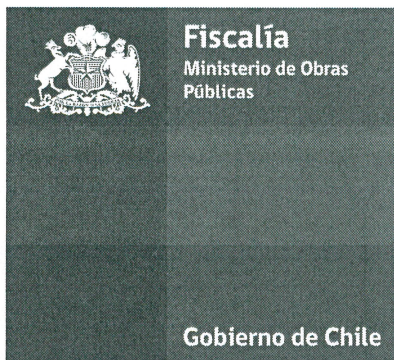 Fiscalía
Ministerio de Obras
Públicas
Gobierno de Chile